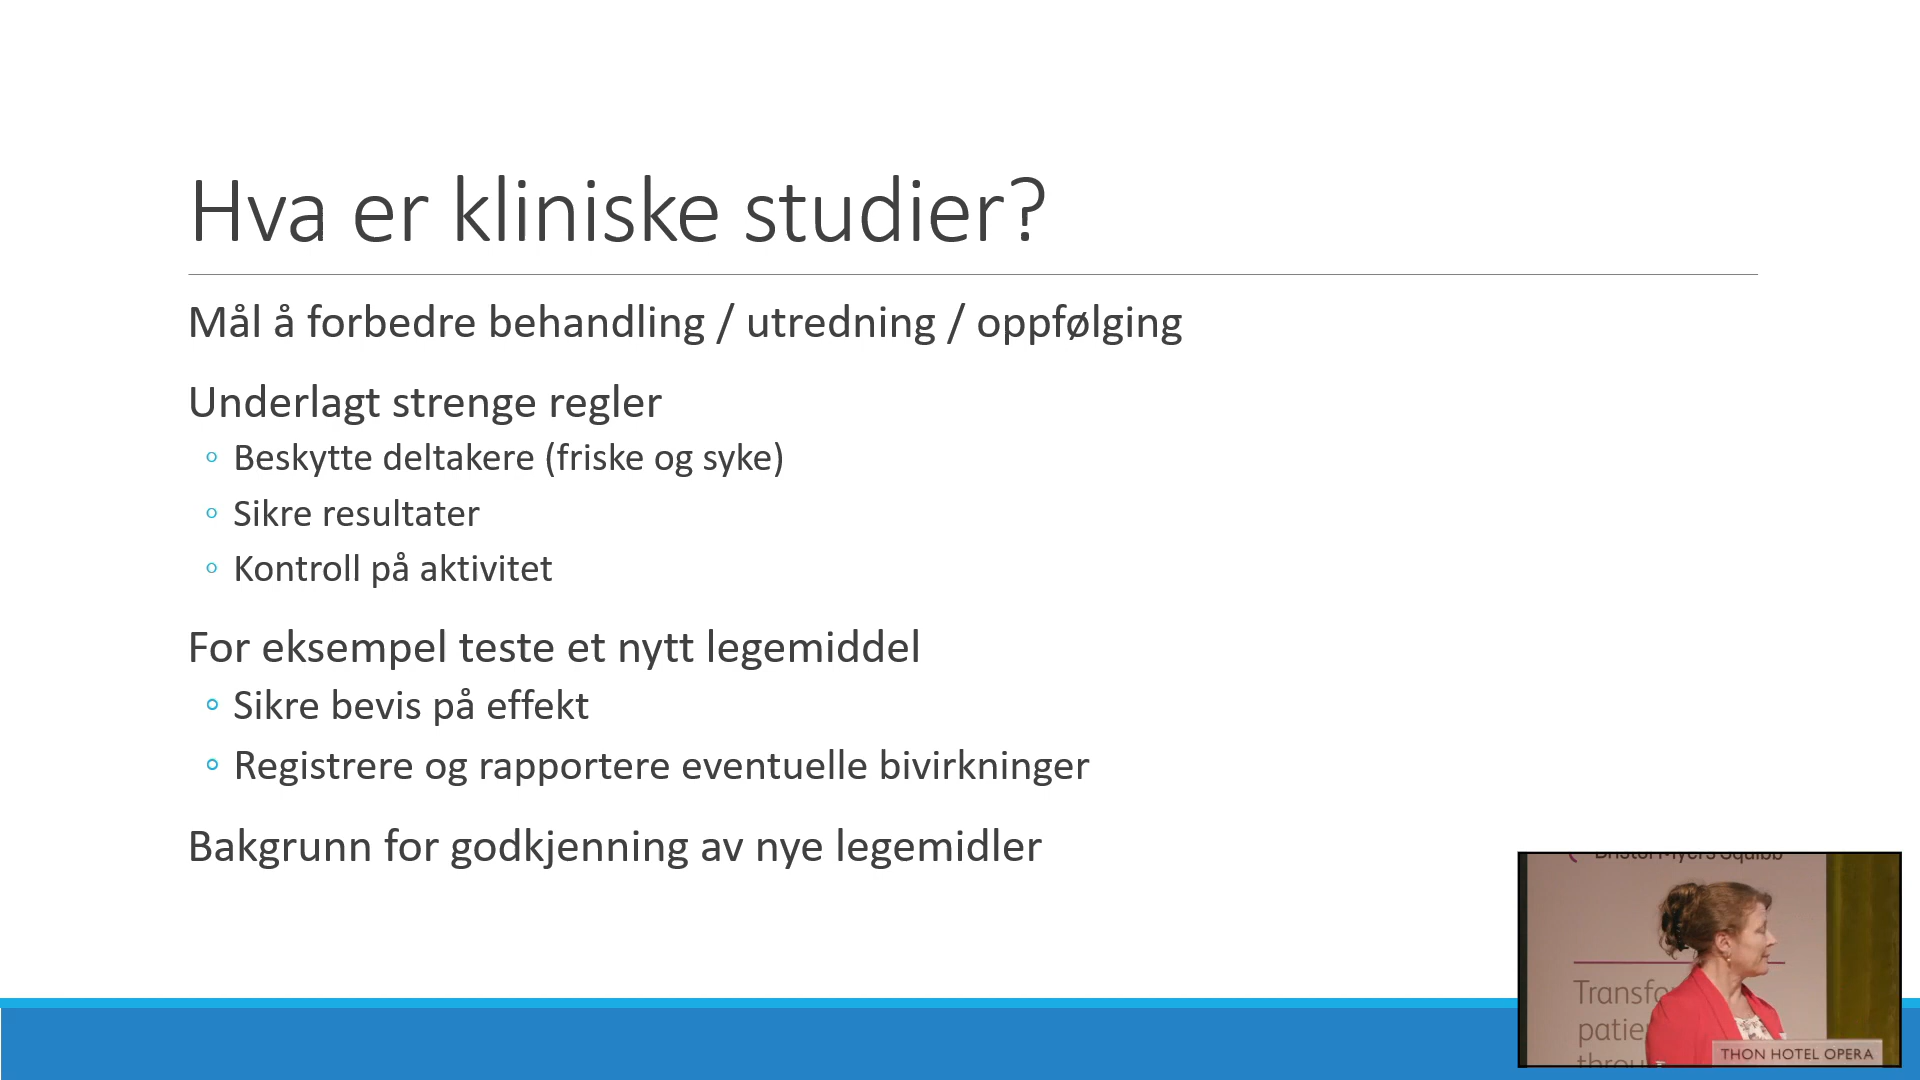 Hva er kliniske studier?
Mål å forbedre behandling / utredning / oppfølging
Underlagt strenge regler
◦ Beskytte deltakere (friske og syke)
◦ Sikre resultater
◦ Kontroll på aktivitet
For eksempel teste et nytt legemiddel
◦ Sikre bevis på effekt
◦ Registrere og rapportere eventuelle bivirkninger
Bakgrunn for godkjenning av nye legemidler
Bristol Myers Squibb
THON HOTEL OPERA